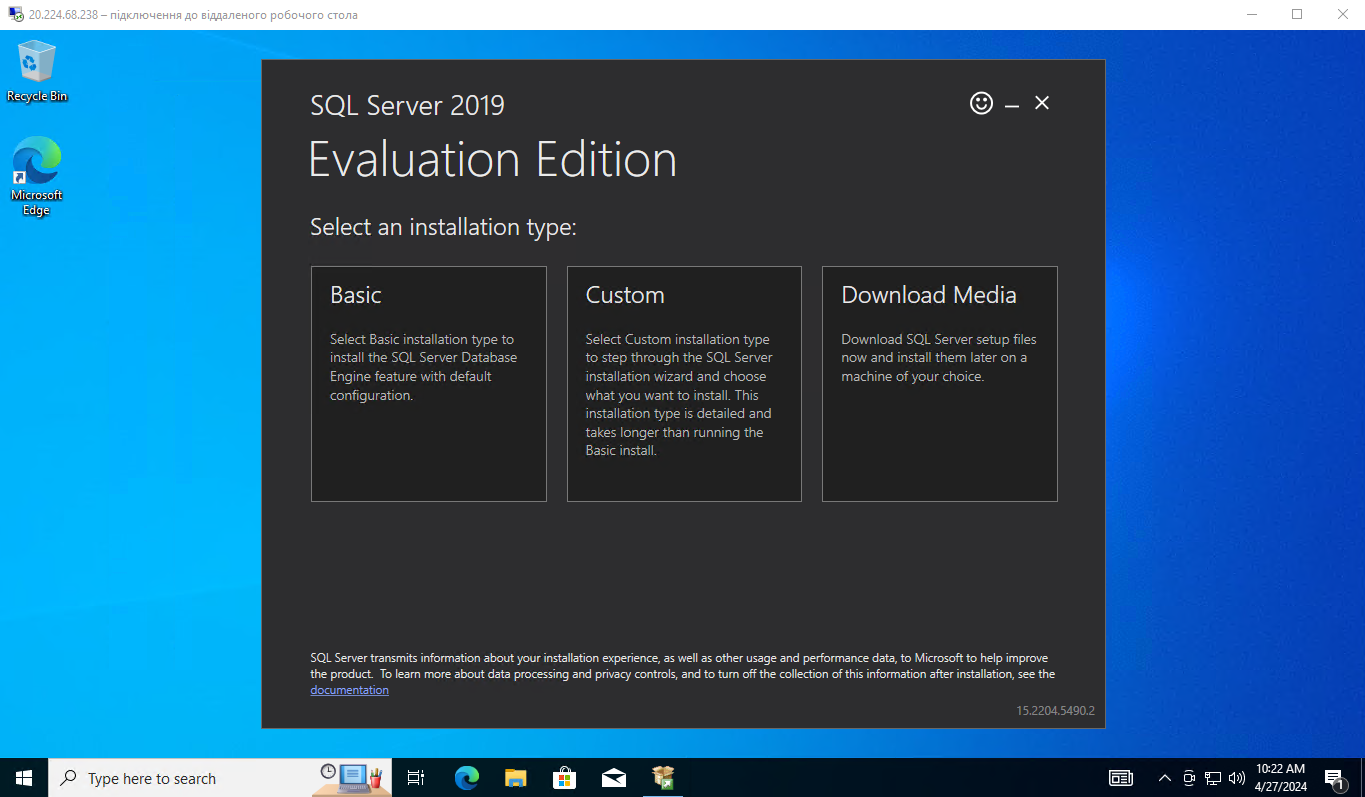 20.224.68.238 – підключення до віддаленого робочого стола
Recycle Bin
Microsoft
Edge
SQL Server 2019
Evaluation Edition
Select an installation type:
Basic
Select Basic installation type to
install the SQL Server Database
Engine feature with default
configuration.
Custom
Select Custom installation type
to step through the SQL Server
installation wizard and choose
what you want to install. This
installation type is detailed and
takes longer than running the
Basic install.
Download Media
Download SQL Server setup files
now and install them later on a
machine of your choice.
SQL Server transmits information about your installation experience, as well as other usage and performance data, to Microsoft to help improve
the product.  To learn more about data processing and privacy controls, and to turn off the collection of this information after installation, see the
documentation
15.2204.5490.2
Type here to search
10:22 AM
4/27/2024
1